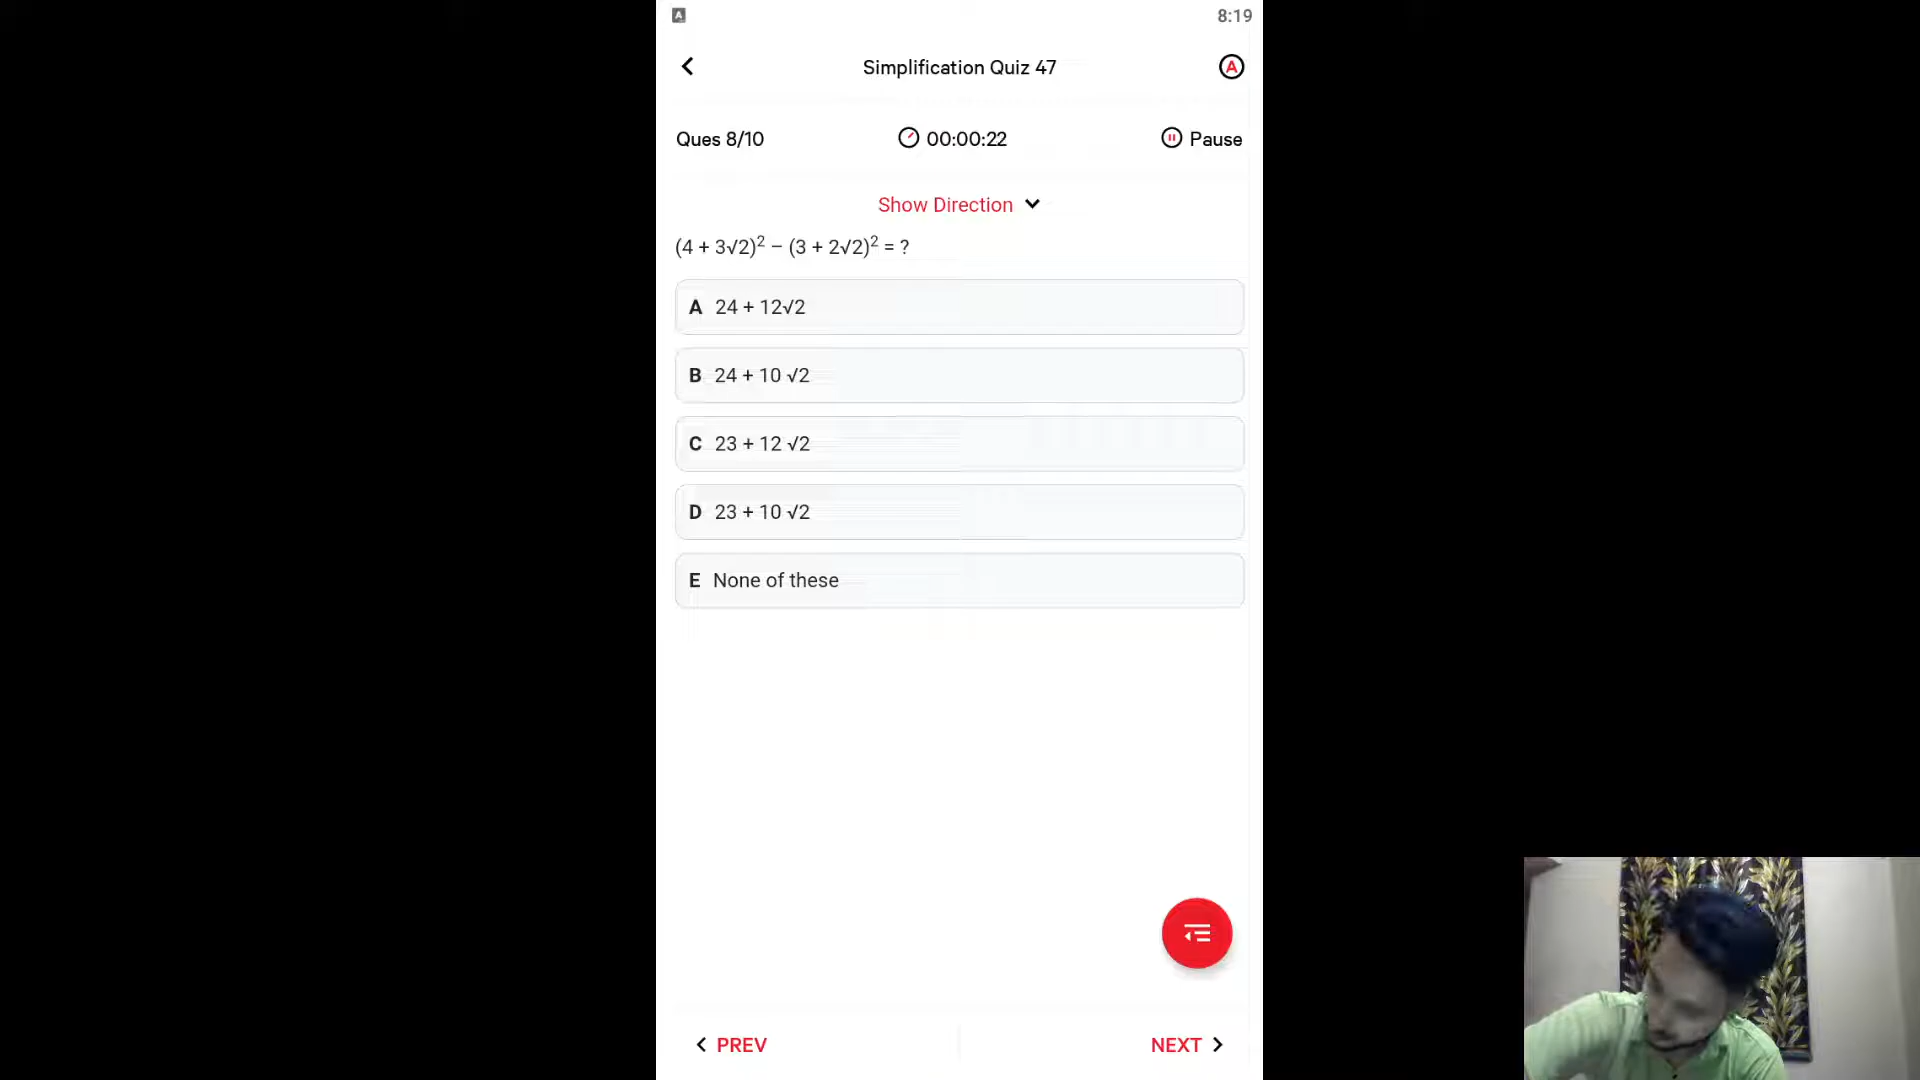 A 8:19
Simplification Quiz 47 A
Ques 8/10 00:00:22 Pause
Show Direction
(4 + 3√2)² – (3 + 2√2)² = ?
A 24 + 12√2
B 24 + 10 √2
C 23 + 12 √2
D 23 + 10 √2
E None of these
PREV NEXT